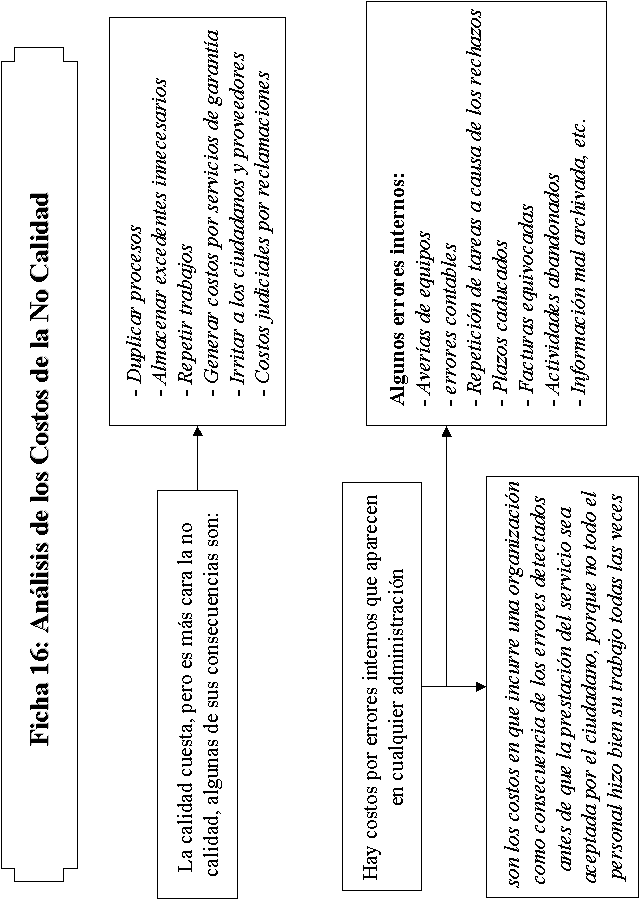 Ficha 16: Análisis de los Costos de la No Calidad
La calidad cuesta, pero es más cara la no
calidad, algunas de sus consecuencias son:
- Duplicar procesos
- Almacenar excedentes innecesarios
- Repetir trabajos
- Generar costos por servicios de garantía
- Irritar a los ciudadanos y proveedores
- Costos judiciales por reclamaciones
Hay costos por errores internos que aparecen
en cualquier administración
Algunos errores internos:
- Averías de equipos
- errores contables
- Repetición de tareas a causa de los rechazos
- Plazos caducados
- Facturas equivocadas
- Actividades abandonados
- Información mal archivada, etc.
son los costos en que incurre una organización
como consecuencia de los errores detectados
antes de que la prestación del servicio sea
aceptada por el ciudadano, porque no todo el
personal hizo bien su trabajo todas las veces